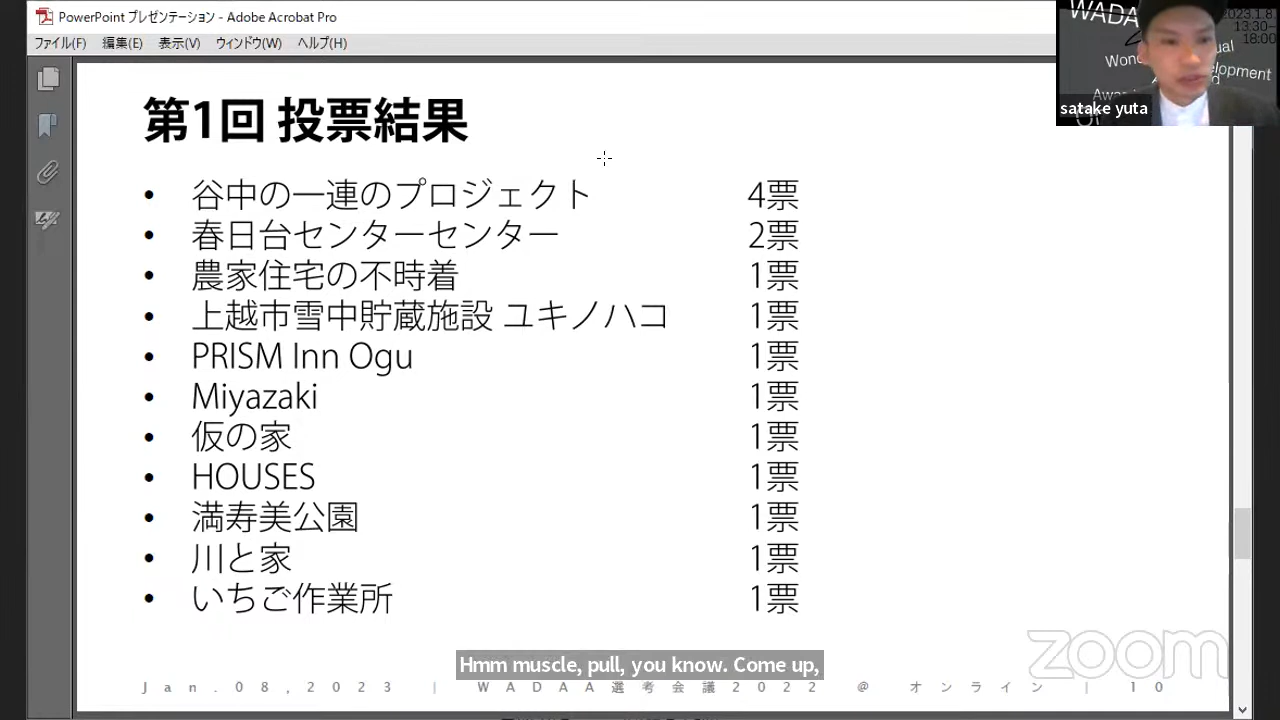 PowerPoint プレゼンテーション - Adobe Acrobat Pro
ファイル(F) 編集(E) 表示(V) ウィンドウ(W) ヘルプ(H)
WADA
2023.1.8
13:30–
18:00
satake yuta
第1回 投票結果
• 谷中の一連のプロジェクト 4票
• 春日台センターセンター 2票
• 農家住宅の不時着 1票
• 上越市雪中貯蔵施設 ユキノハコ 1票
• PRISM Inn Ogu 1票
• Miyazaki 1票
• 仮の家 1票
• HOUSES 1票
• 満寿美公園 1票
• 川と家 1票
• いちご作業所 1票
zoom
Hmm muscle, pull, you know. Come up,
Jan.08,2023 | WADAA選考会議2022 @ オンライン | 10